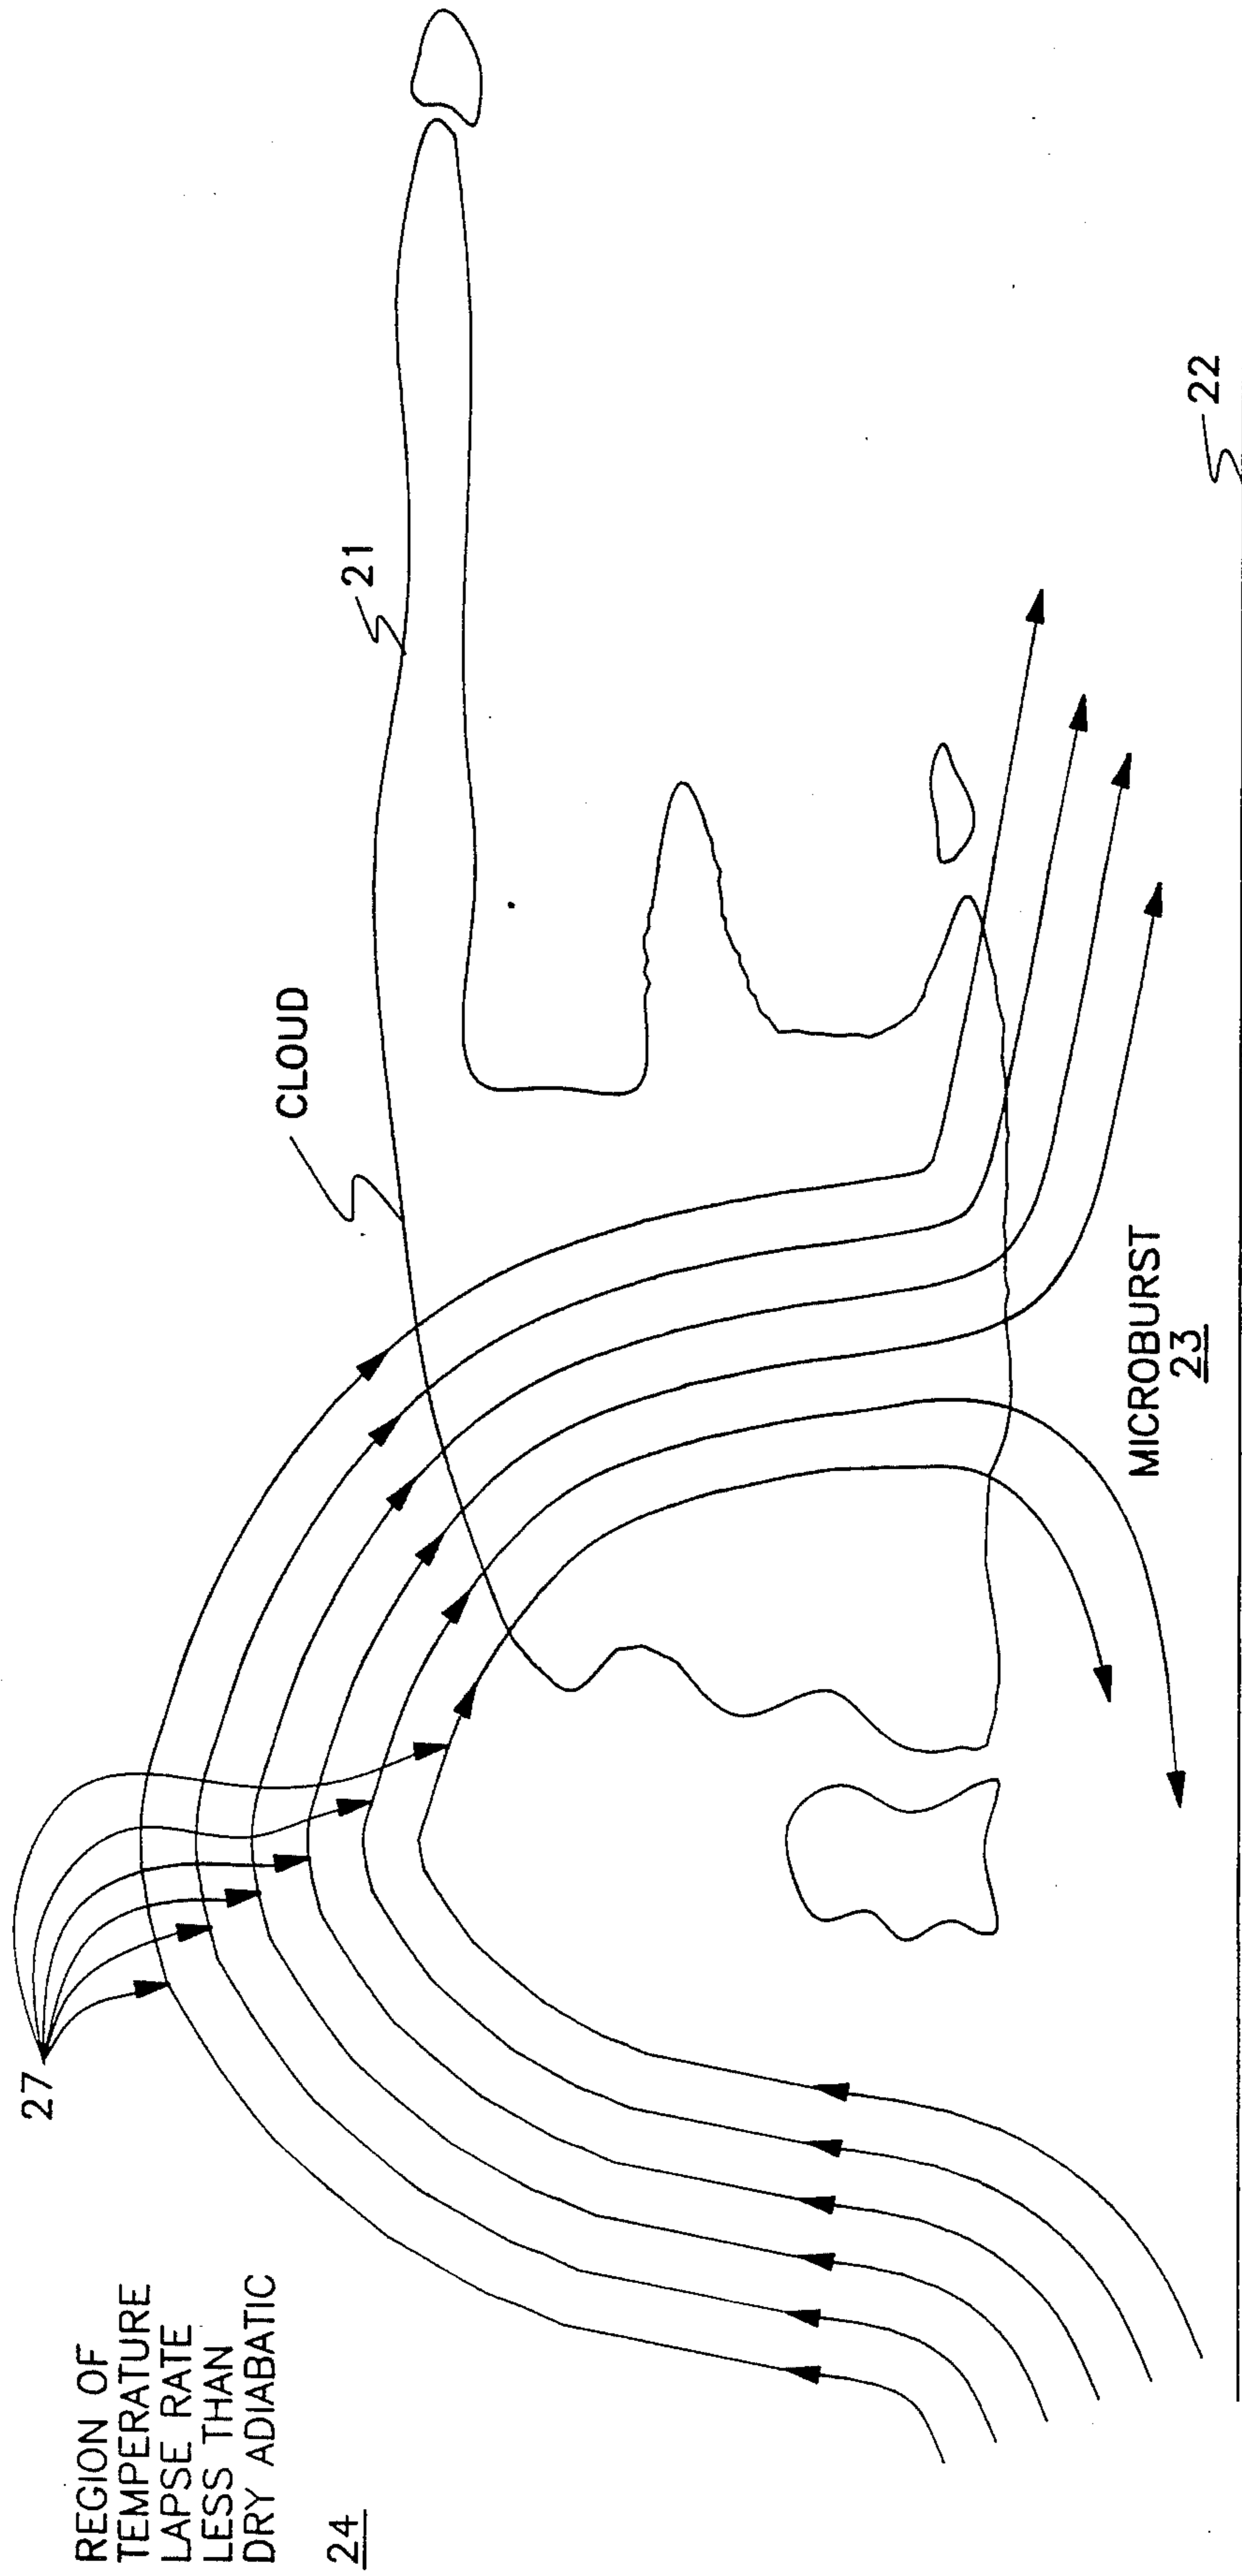 27
REGION OF
TEMPERATURE
LAPSE RATE
LESS THAN
DRY ADIABATIC
24
CLOUD
21
MICROBURST
23
22